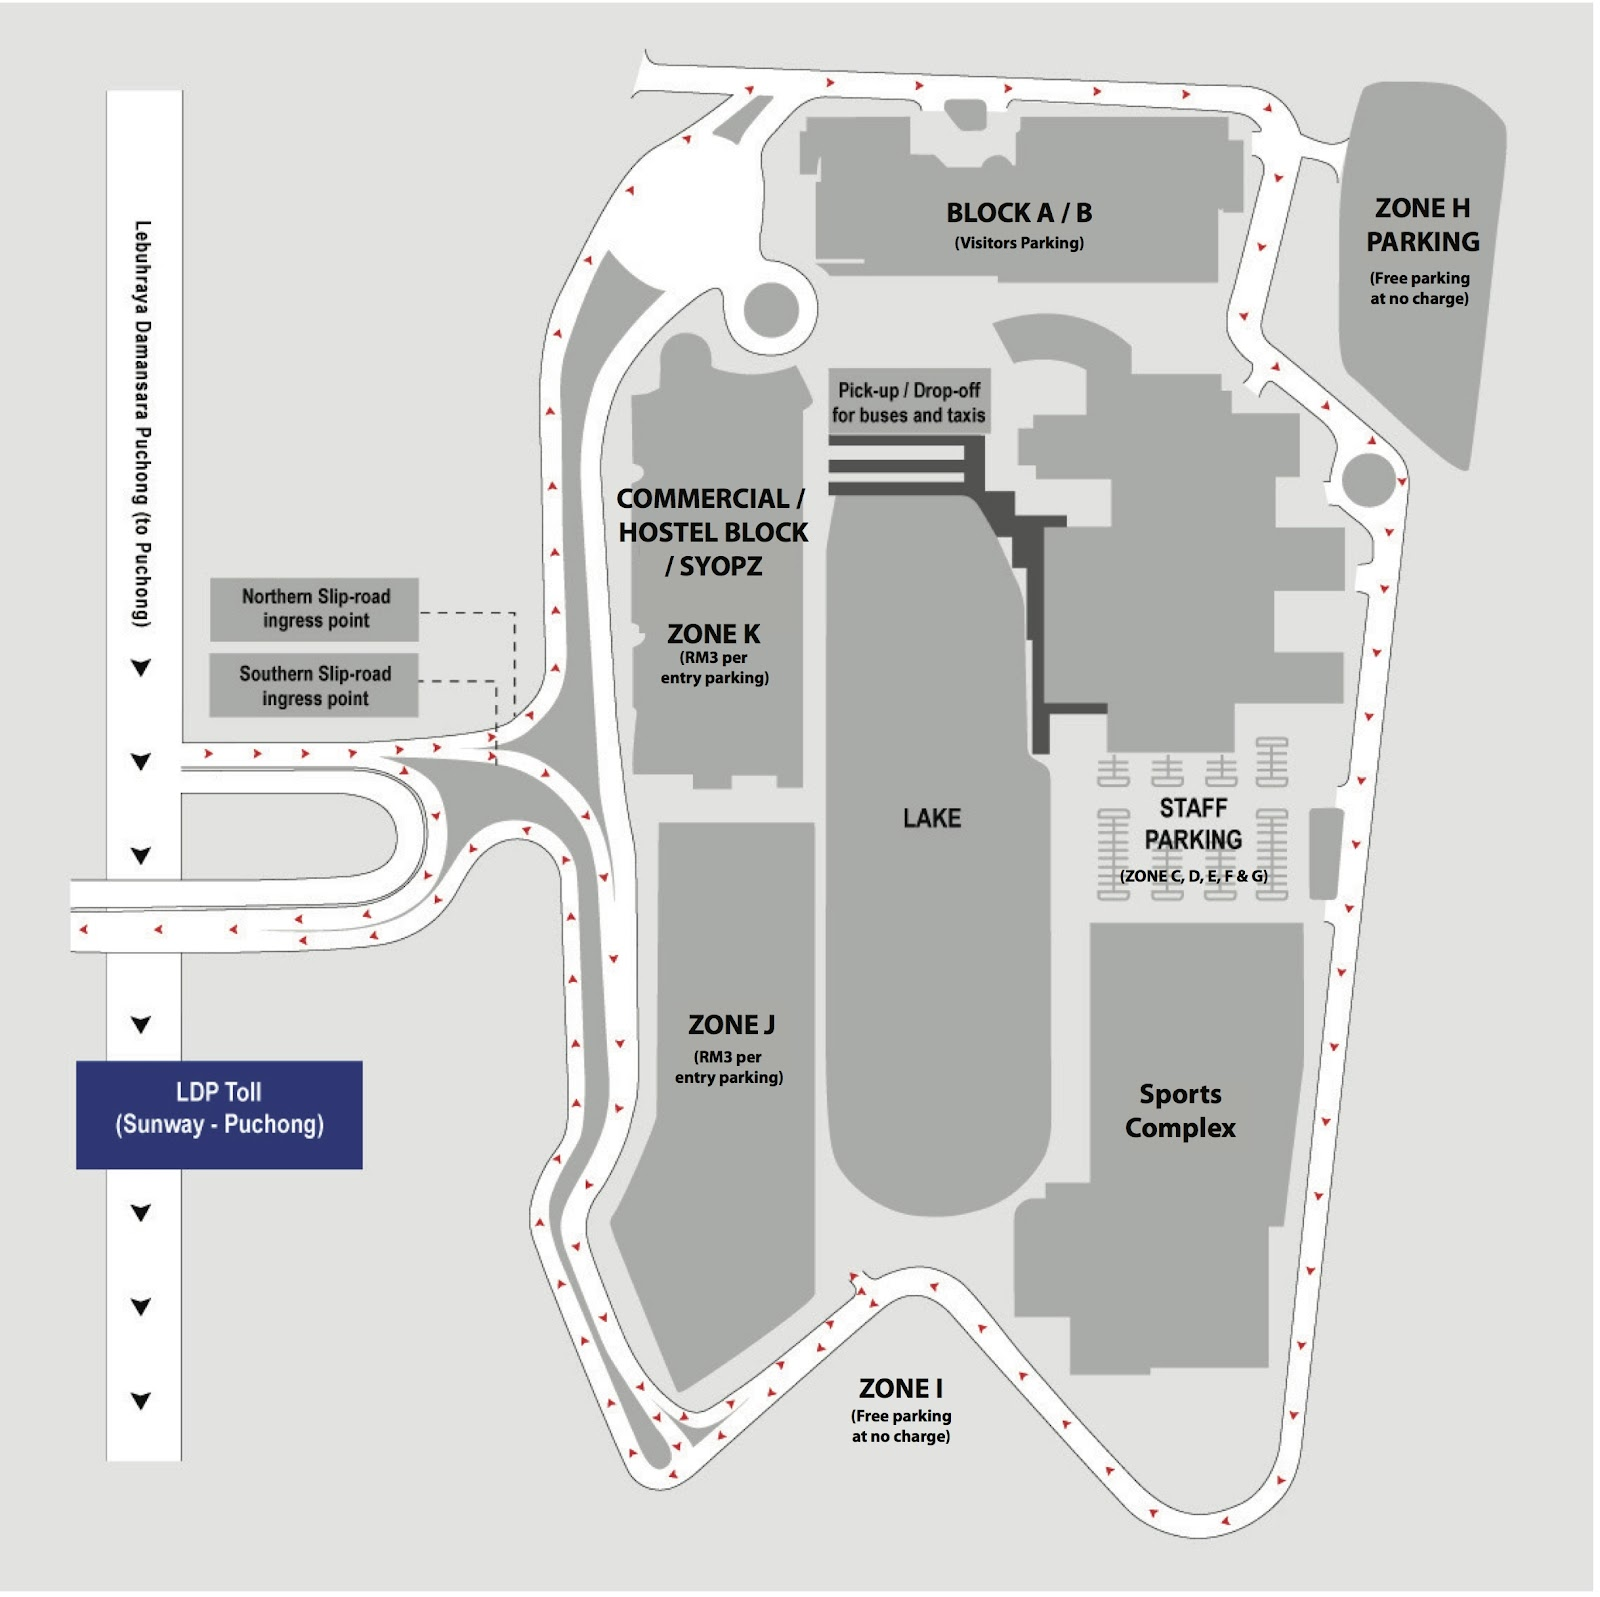 BLOCK A / B
(Visitors Parking)
ZONE H
PARKING
(Free parking
at no charge)
Lebuhraya Damansara Puchong (to Puchong)
Pick-up / Drop-off
for buses and taxis
COMMERCIAL /
HOSTEL BLOCK
/ SYOPZ
ZONE K
(RM3 per
entry parking)
Northern Slip-road
ingress point
Southern Slip-road
ingress point
LAKE
STAFF
PARKING
(ZONE C, D, E, F & G)
ZONE J
(RM3 per
entry parking)
LDP Toll
(Sunway - Puchong)
Sports
Complex
ZONE I
(Free parking
at no charge)